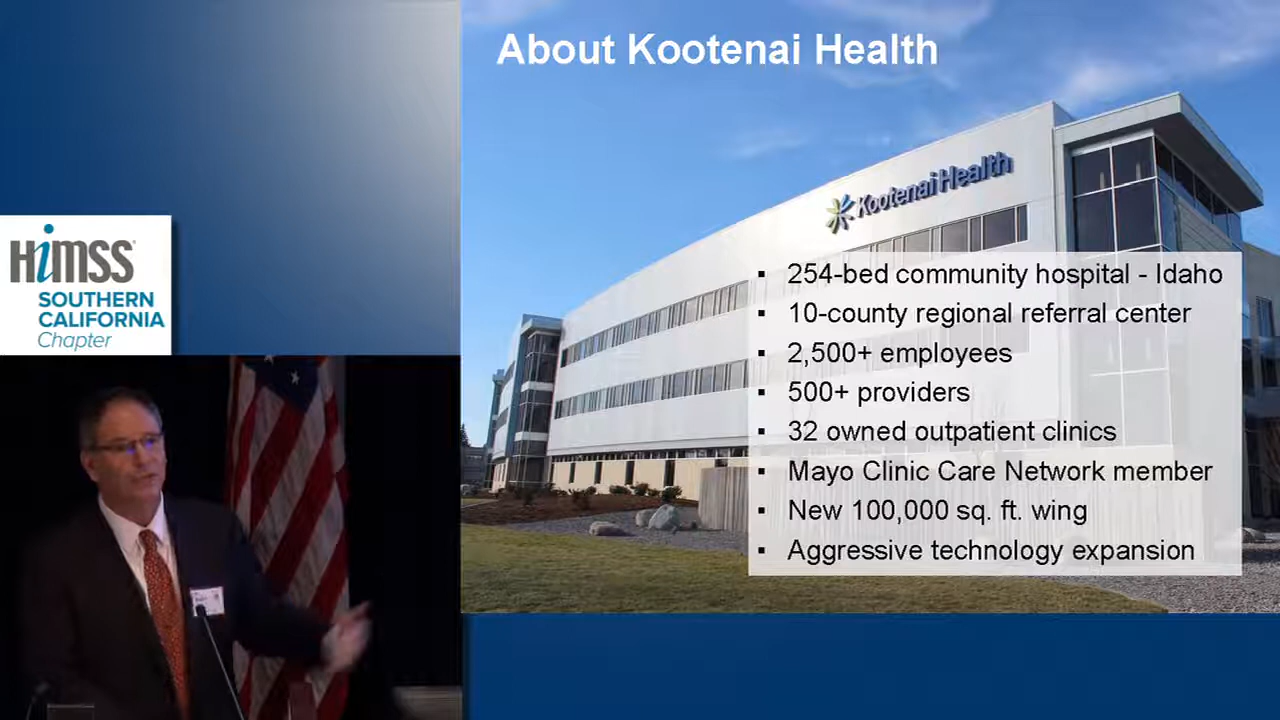 About Kootenai Health
Kootenai Health
HiMSS
SOUTHERN
CALIFORNIA
Chapter
▪ 254-bed community hospital - Idaho
▪ 10-county regional referral center
▪ 2,500+ employees
▪ 500+ providers
▪ 32 owned outpatient clinics
▪ Mayo Clinic Care Network member
▪ New 100,000 sq. ft. wing
▪ Aggressive technology expansion